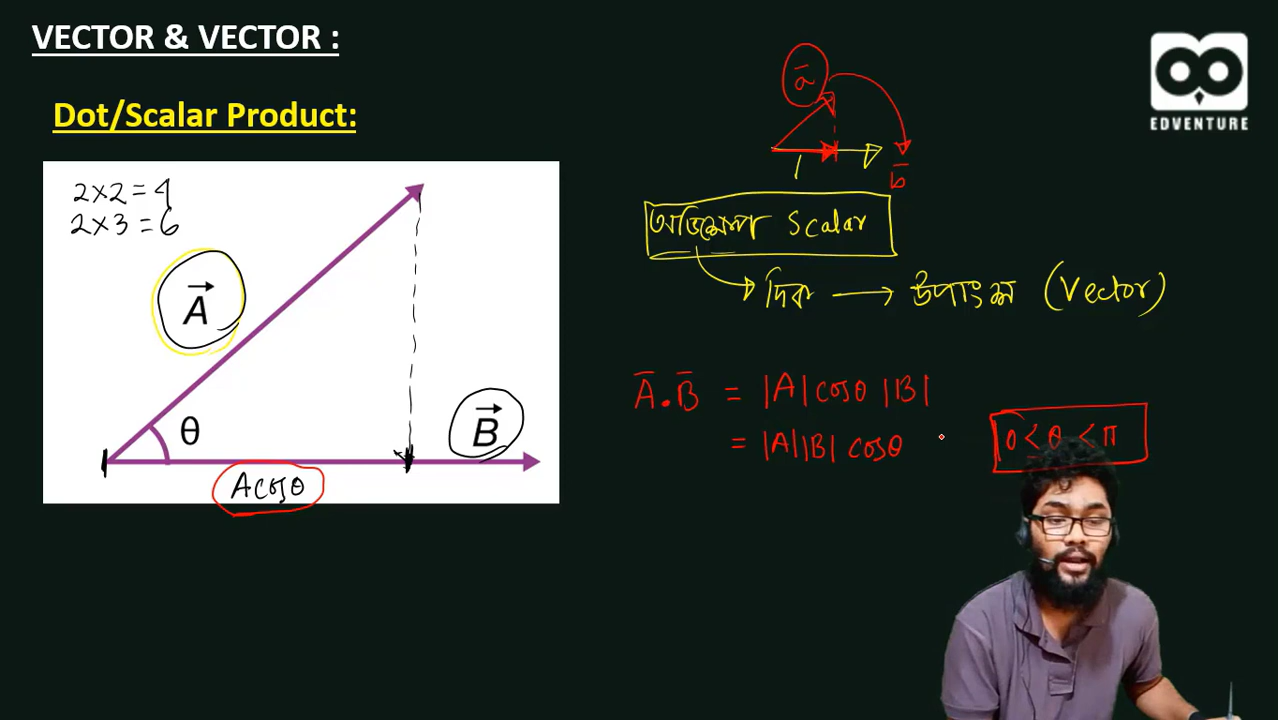 VECTOR & VECTOR :
Dot/Scalar Product:
2×2=4
2×3=6
A⃗
θ
B⃗
Acosθ
a̅
b̅
অভিক্ষেপ Scalar
দিক → উপাংশ (Vector)
A̅.B̅ = |A|cosθ|B|
= |A||B|cosθ
0≤θ≤π
EDVENTURE